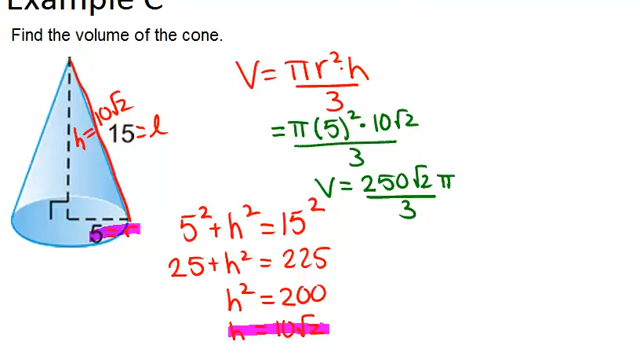 Example C
Find the volume of the cone.
h=10√2
15=l
5=r
V=πr²·h/3
=π(5)²·10√2/3
V=250√2π/3
5²+h²=15²
25+h²=225
h²=200
h=10√2